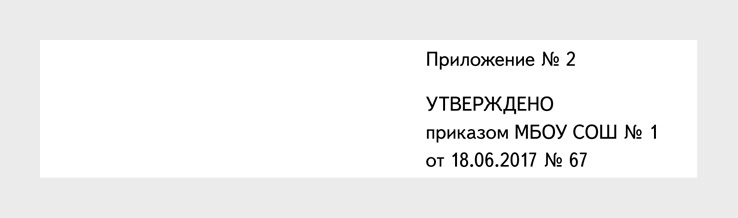 Приложение № 2
УТВЕРЖДЕНО
приказом МБОУ СОШ № 1
от 18.06.2017 № 67